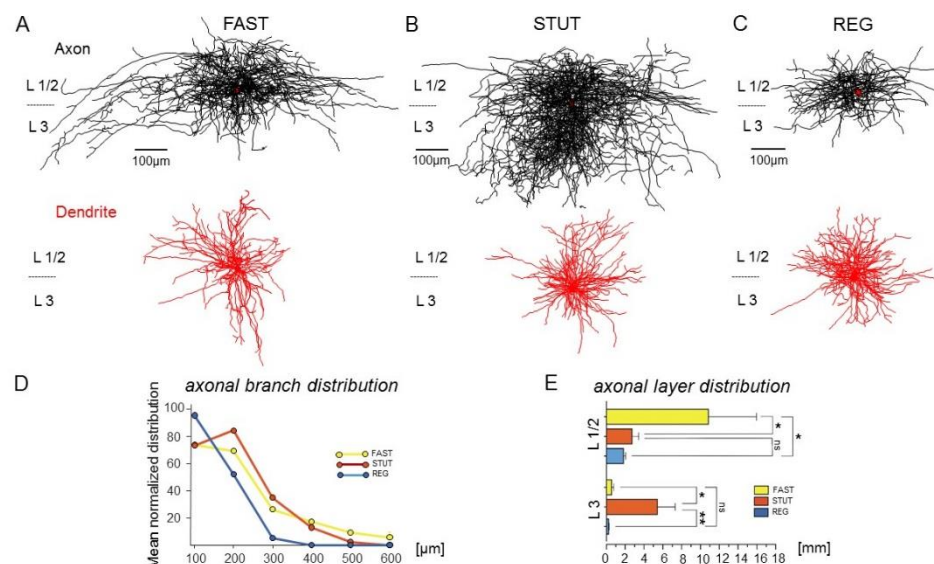 A FAST B STUT C REG
Axon
L 1/2 L 1/2 L 1/2
L 3 L 3 L 3
100µm 100µm 100µm
Dendrite
L 1/2 L 1/2 L 1/2
L 3 L 3 L 3
D axonal branch distribution
Mean normalized distribution
100
80
60
40
20
FAST
STUT
REG
100 200 300 400 500 600 [µm]
E axonal layer distribution
L 1/2
* ns *
L 3
* ** ns
FAST
STUT
REG
0 2 4 6 8 10 12 14 16 18 [mm]